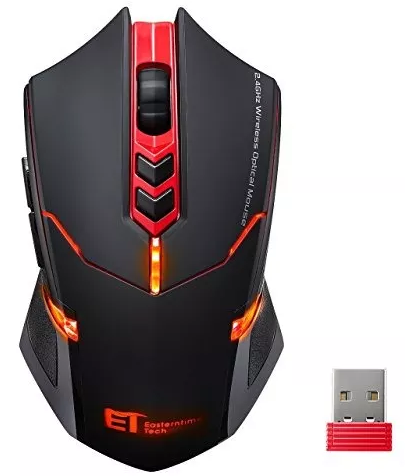 2.4GHz Wireless Optical Mouse
ET
Easterntimes
Tech